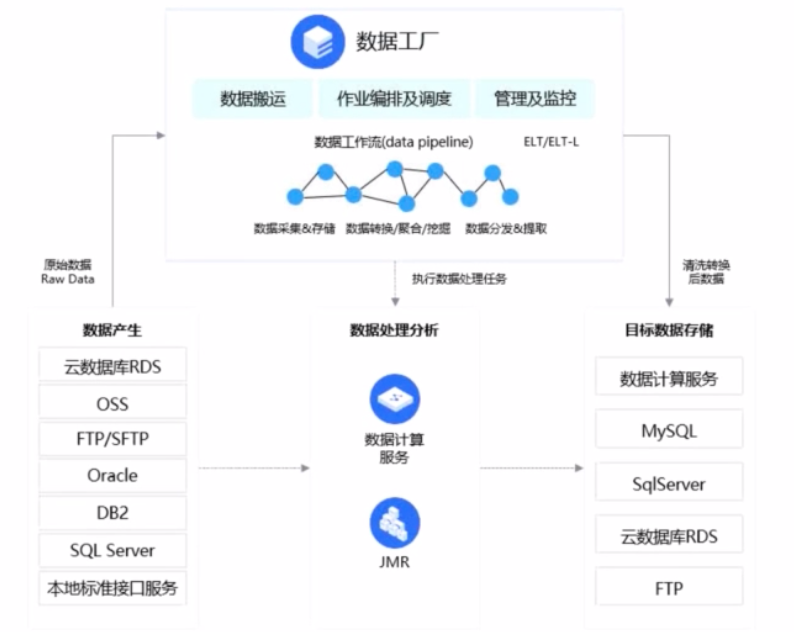 数据工厂
数据搬运
作业编排及调度
管理及监控
数据工作流(data pipeline)
ELT/ELT-L
数据采集&存储
数据转换/聚合/挖掘
数据分发&提取
原始数据
Raw Data
执行数据处理任务
清洗转换
后数据
数据产生
云数据库RDS
OSS
FTP/SFTP
Oracle
DB2
SQL Server
本地标准接口服务
数据处理分析
数据计算
服务
JMR
目标数据存储
数据计算服务
MySQL
SqlServer
云数据库RDS
FTP